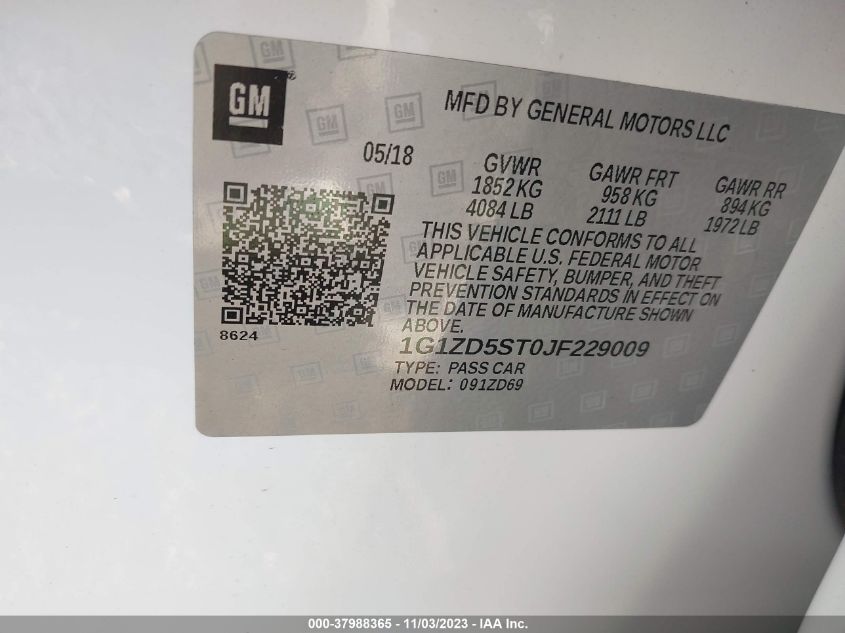 GM
MFD BY GENERAL MOTORS LLC
05/18
GVWR GAWR FRT GAWR RR
1852 KG 958 KG 894 KG
4084 LB 2111 LB 1972 LB
THIS VEHICLE CONFORMS TO ALL
APPLICABLE U.S. FEDERAL MOTOR
VEHICLE SAFETY, BUMPER, AND THEFT
PREVENTION STANDARDS IN EFFECT ON
THE DATE OF MANUFACTURE SHOWN
ABOVE.
8624
1G1ZD5ST0JF229009
TYPE: PASS CAR
MODEL: 091ZD69
000-37988365 - 11/03/2023 - IAA Inc.